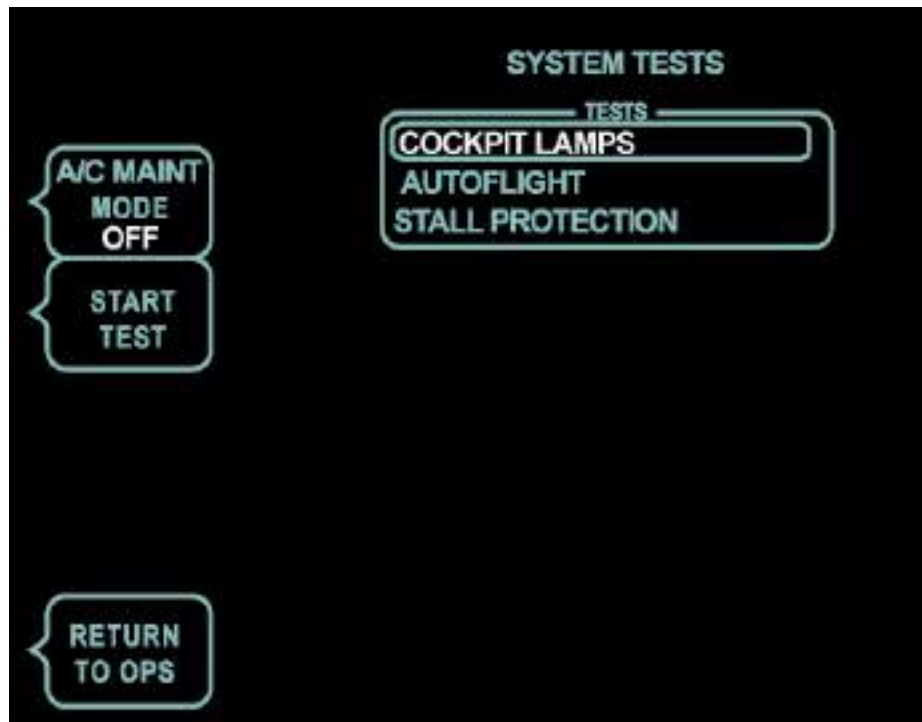 SYSTEM TESTS
TESTS
COCKPIT LAMPS
AUTOFLIGHT
STALL PROTECTION
A/C MAINT
MODE
OFF
START
TEST
RETURN
TO OPS